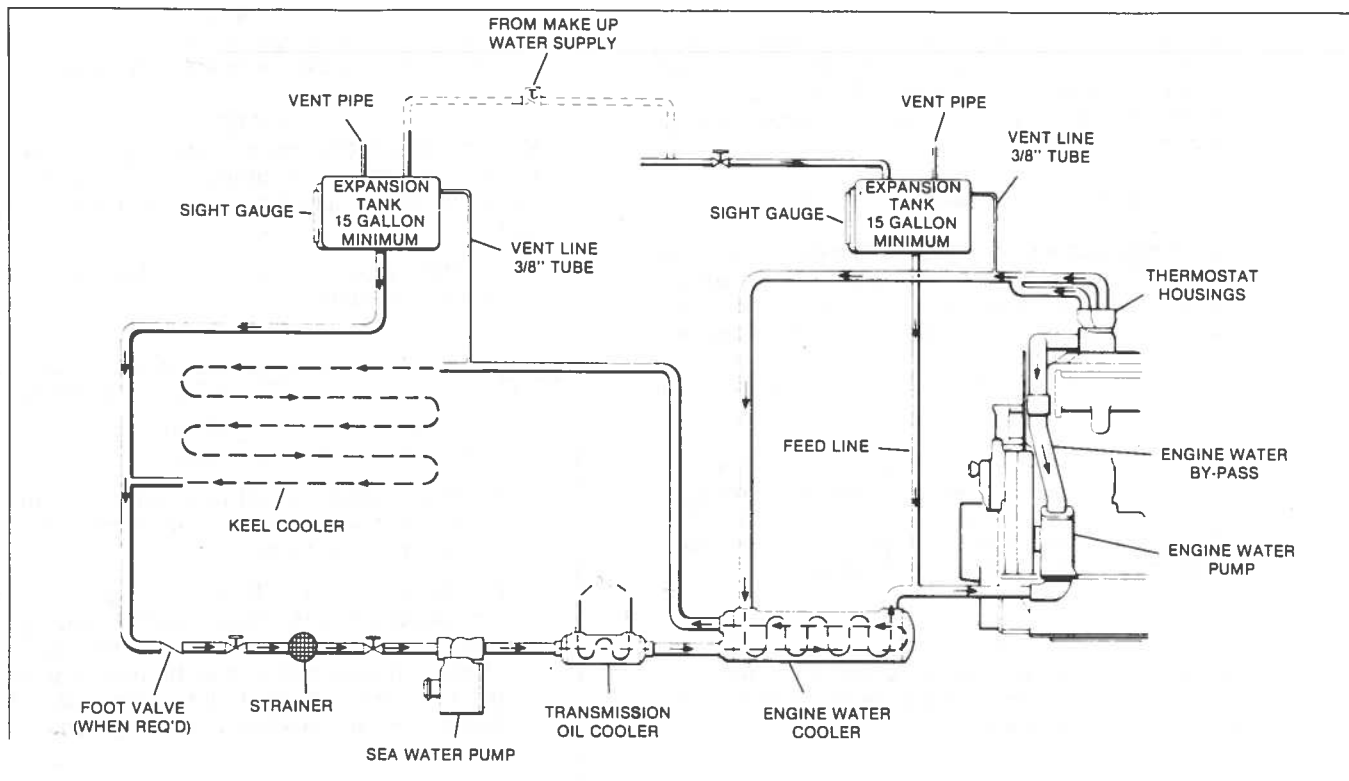 FROM MAKE UP
WATER SUPPLY
VENT PIPE
VENT PIPE
VENT LINE
3/8" TUBE
EXPANSION
TANK
15 GALLON
MINIMUM
SIGHT GAUGE
EXPANSION
TANK
15 GALLON
MINIMUM
SIGHT GAUGE
VENT LINE
3/8" TUBE
THERMOSTAT
HOUSINGS
FEED LINE
ENGINE WATER
BY-PASS
KEEL COOLER
ENGINE WATER
PUMP
FOOT VALVE
(WHEN REQ'D)
STRAINER
SEA WATER PUMP
TRANSMISSION
OIL COOLER
ENGINE WATER
COOLER